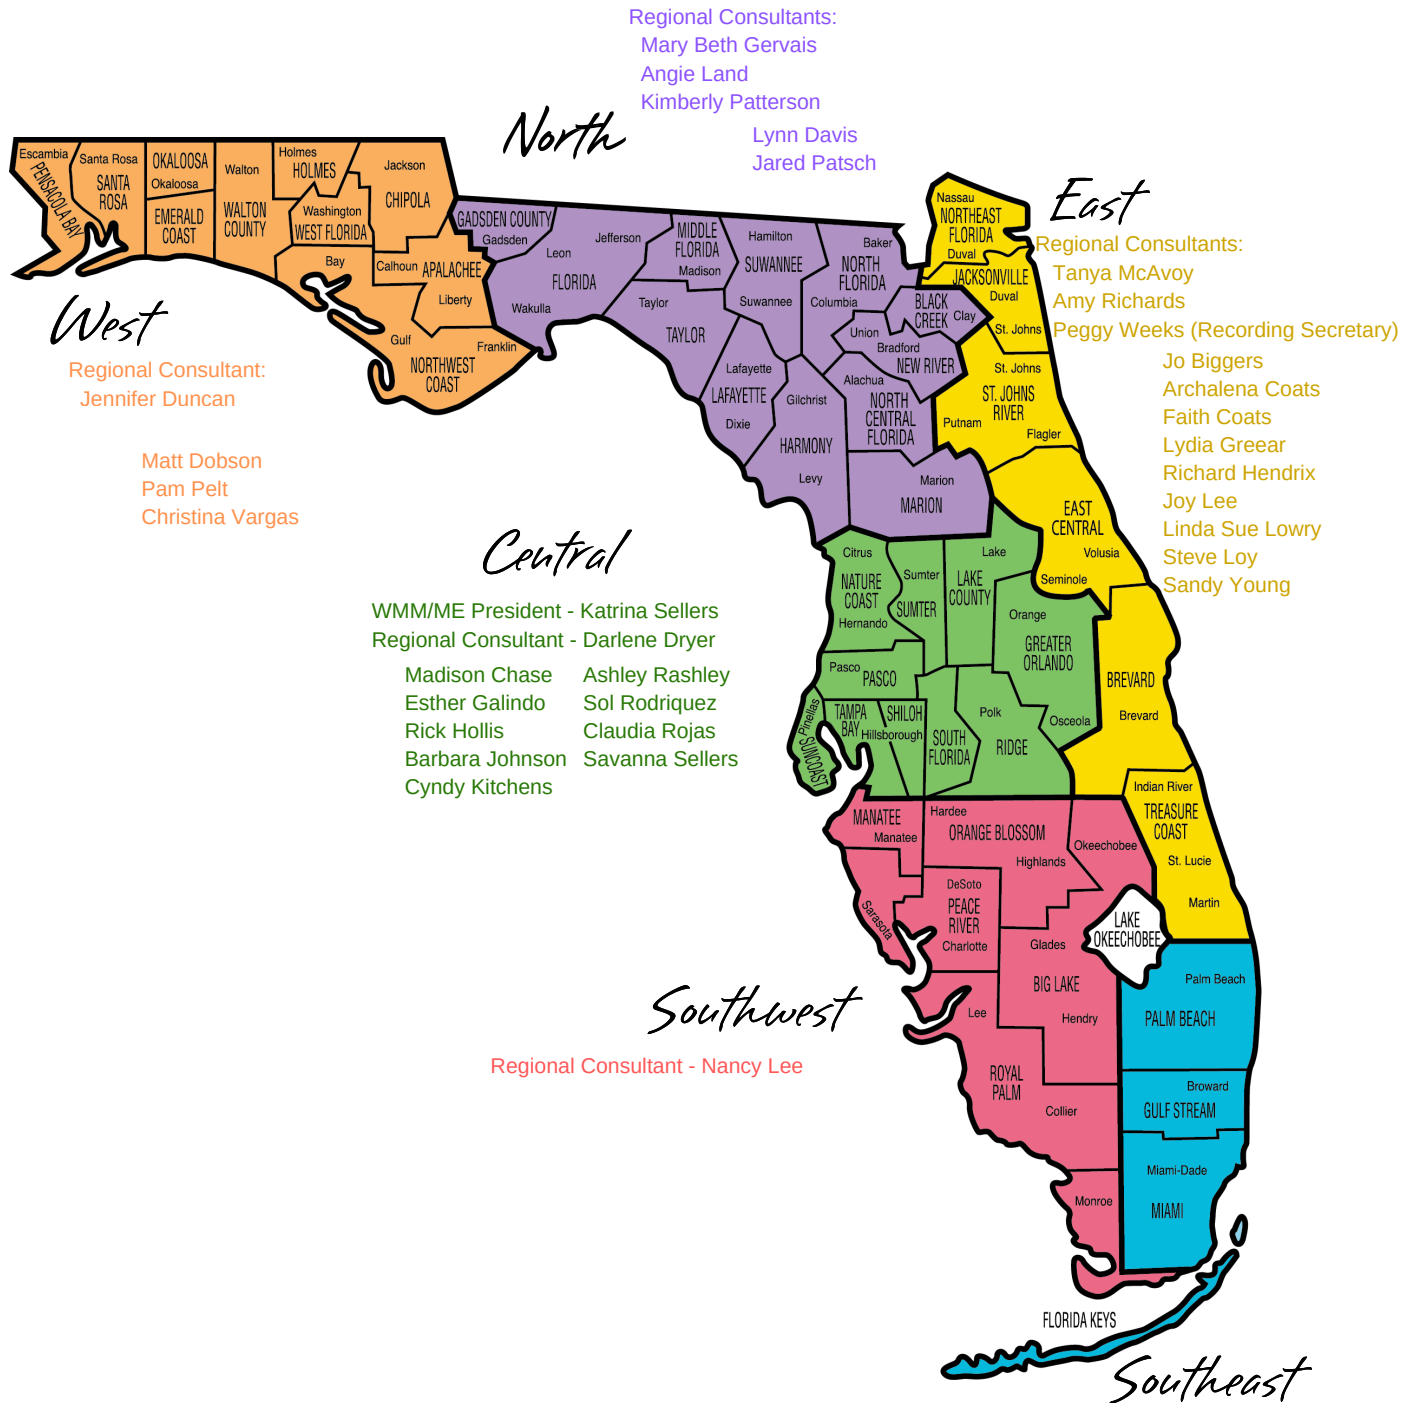 Regional Consultants:
Mary Beth Gervais
Angie Land
Kimberly Patterson
Lynn Davis
Jared Patsch
North
Escambia
PENSACOLA BAY
Santa Rosa
SANTA
ROSA
OKALOOSA
Okaloosa
EMERALD
COAST
Walton
WALTON
COUNTY
Holmes
HOLMES
Washington
WEST FLORIDA
Jackson
CHIPOLA
Bay
Calhoun
APALACHEE
Liberty
Gulf
Franklin
NORTHWEST
COAST
West
Regional Consultant:
Jennifer Duncan
Matt Dobson
Pam Pelt
Christina Vargas
GADSDEN COUNTY
Gadsden
Leon
Jefferson
FLORIDA
Wakulla
MIDDLE
FLORIDA
Madison
Hamilton
SUWANNEE
Suwannee
Baker
NORTH
FLORIDA
Columbia
Taylor
TAYLOR
BLACK
CREEK
Clay
Union
Bradford
NEW RIVER
Lafayette
LAFAYETTE
Dixie
Gilchrist
HARMONY
Levy
Alachua
NORTH
CENTRAL
FLORIDA
Marion
MARION
East
Regional Consultants:
Tanya McAvoy
Amy Richards
Peggy Weeks (Recording Secretary)
Jo Biggers
Archalena Coats
Faith Coats
Lydia Greear
Richard Hendrix
Joy Lee
Linda Sue Lowry
Steve Loy
Sandy Young
Nassau
NORTHEAST
FLORIDA
Duval
JACKSONVILLE
Duval
St. Johns
St. Johns
ST. JOHNS
RIVER
Putnam
Flagler
EAST
CENTRAL
Volusia
Seminole
BREVARD
Brevard
Indian River
TREASURE
COAST
St. Lucie
Martin
Central
WMM/ME President - Katrina Sellers
Regional Consultant - Darlene Dryer
Madison Chase
Esther Galindo
Rick Hollis
Barbara Johnson
Cyndy Kitchens
Ashley Rashley
Sol Rodriquez
Claudia Rojas
Savanna Sellers
Citrus
NATURE
COAST
Hernando
Sumter
SUMTER
Lake
LAKE
COUNTY
Orange
GREATER
ORLANDO
Osceola
Pasco
PASCO
Pinellas
SUNCOAST
TAMPA
BAY
SHILOH
Hillsborough
SOUTH
FLORIDA
Polk
RIDGE
MANATEE
Manatee
Hardee
ORANGE BLOSSOM
Highlands
Okeechobee
DeSoto
PEACE
RIVER
Charlotte
Sarasota
Glades
BIG LAKE
Hendry
LAKE
OKEECHOBEE
Lee
ROYAL
PALM
Collier
Monroe
Southwest
Regional Consultant - Nancy Lee
Palm Beach
PALM BEACH
Broward
GULF STREAM
Miami-Dade
MIAMI
FLORIDA KEYS
Southeast